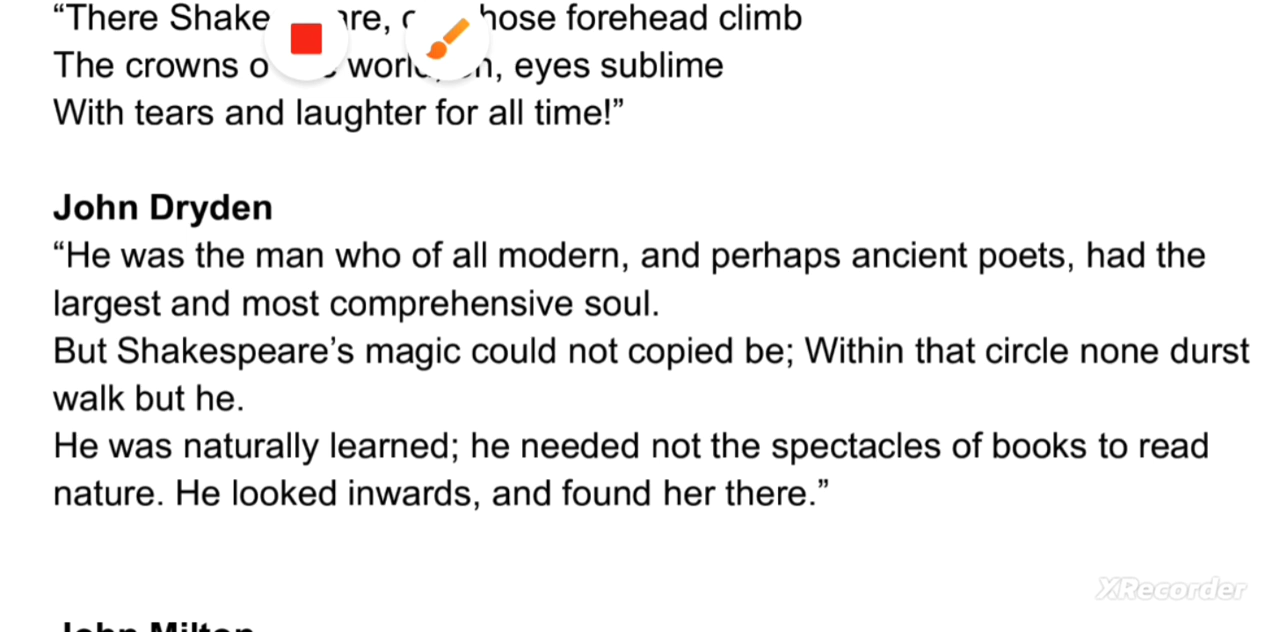 “There Shake hose forehead climb
The crowns o worl eyes sublime
With tears and laughter for all time!”
John Dryden
“He was the man who of all modern, and perhaps ancient poets, had the
largest and most comprehensive soul.
But Shakespeare’s magic could not copied be; Within that circle none durst
walk but he.
He was naturally learned; he needed not the spectacles of books to read
nature. He looked inwards, and found her there.”
XRecorder
John Milton